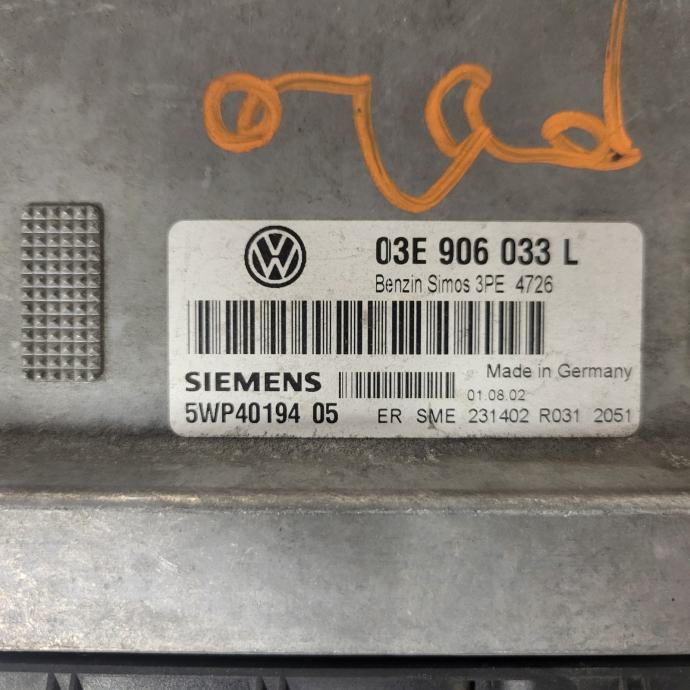 03E 906 033 L
Benzin Simos 3PE 4726
Made in Germany
SIEMENS
01.08.02
5WP40194 05 ER SME 231402 R031 2051